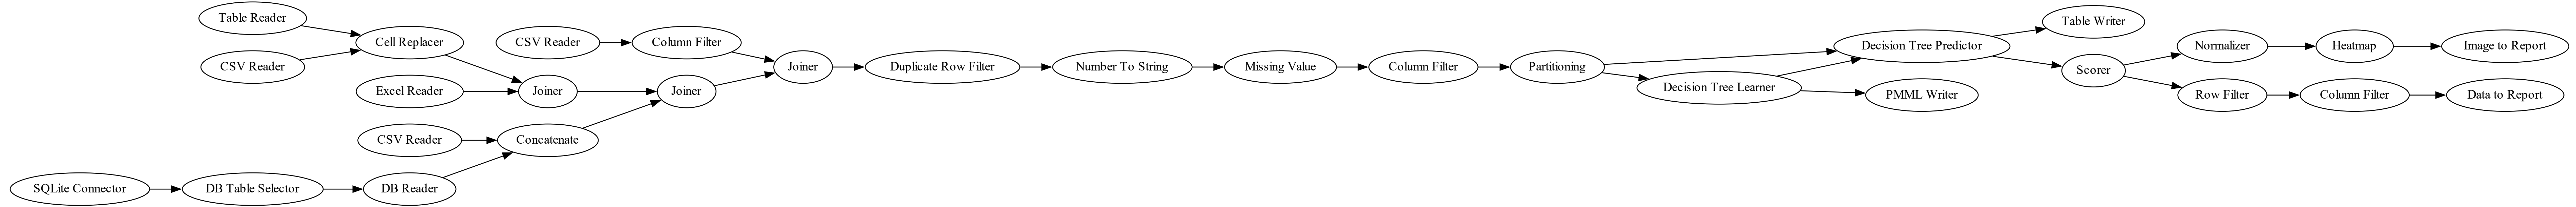 Table Reader
CSV Reader
Cell Replacer
CSV Reader
Column Filter
Excel Reader
Joiner
Joiner
Joiner
CSV Reader
Concatenate
SQLite Connector
DB Table Selector
DB Reader
Duplicate Row Filter
Number To String
Missing Value
Column Filter
Partitioning
Decision Tree Predictor
Decision Tree Learner
Table Writer
PMML Writer
Scorer
Normalizer
Heatmap
Image to Report
Row Filter
Column Filter
Data to Report